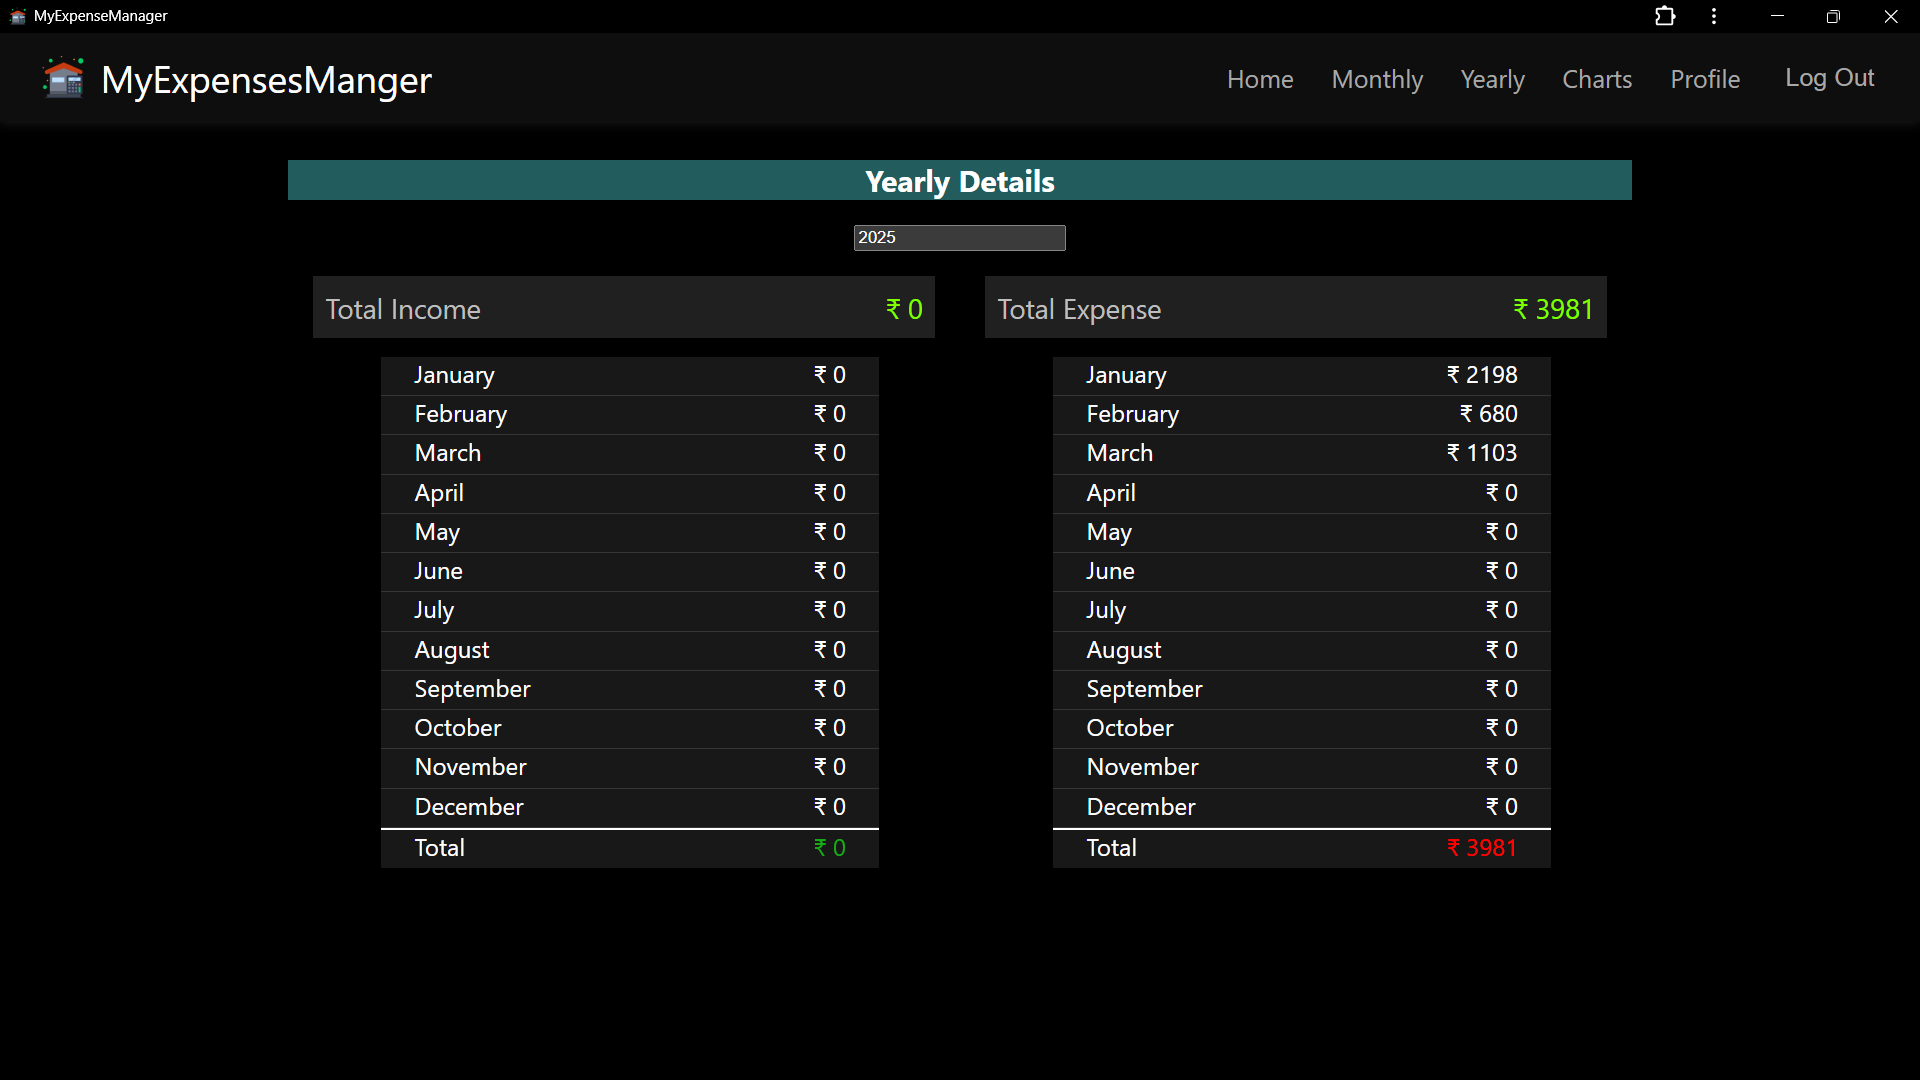 MyExpenseManager
MyExpensesManger
Home Monthly Yearly Charts Profile Log Out
Yearly Details
2025
Total Income ₹ 0
January ₹ 0
February ₹ 0
March ₹ 0
April ₹ 0
May ₹ 0
June ₹ 0
July ₹ 0
August ₹ 0
September ₹ 0
October ₹ 0
November ₹ 0
December ₹ 0
Total ₹ 0
Total Expense ₹ 3981
January ₹ 2198
February ₹ 680
March ₹ 1103
April ₹ 0
May ₹ 0
June ₹ 0
July ₹ 0
August ₹ 0
September ₹ 0
October ₹ 0
November ₹ 0
December ₹ 0
Total ₹ 3981